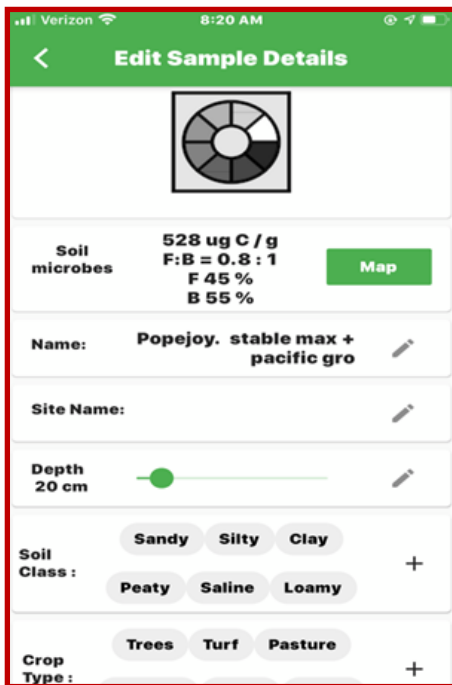 Verizon 8:20 AM
Edit Sample Details
Soil microbes
528 ug C / g
F:B = 0.8 : 1
F 45 %
B 55 %
Map
Name:
Popejoy. stable max +
pacific gro
Site Name:
Depth
20 cm
Soil
Class :
Sandy Silty Clay
Peaty Saline Loamy
Crop
Type :
Trees Turf Pasture